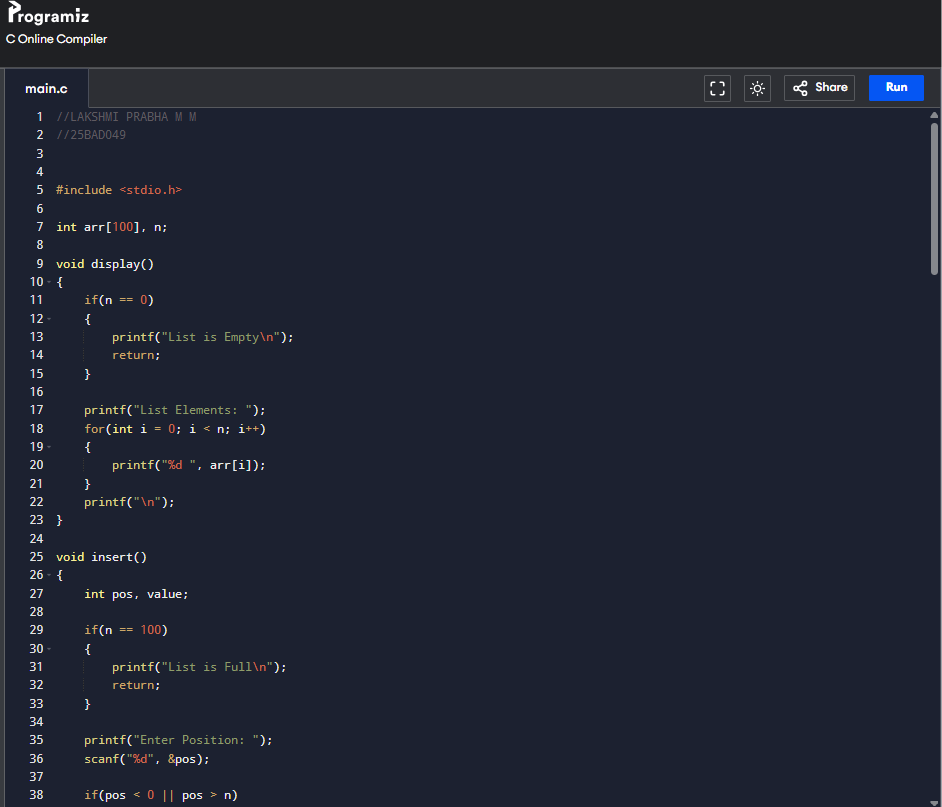 Programiz
C Online Compiler
main.c
Share
Run
1 //LAKSHMI PRABHA M M
2 //25BAD049
3
4
5 #include <stdio.h>
6
7 int arr[100], n;
8
9 void display()
10 {
11     if(n == 0)
12     {
13         printf("List is Empty\n");
14         return;
15     }
16
17     printf("List Elements: ");
18     for(int i = 0; i < n; i++)
19     {
20         printf("%d ", arr[i]);
21     }
22     printf("\n");
23 }
24
25 void insert()
26 {
27     int pos, value;
28
29     if(n == 100)
30     {
31         printf("List is Full\n");
32         return;
33     }
34
35     printf("Enter Position: ");
36     scanf("%d", &pos);
37
38     if(pos < 0 || pos > n)